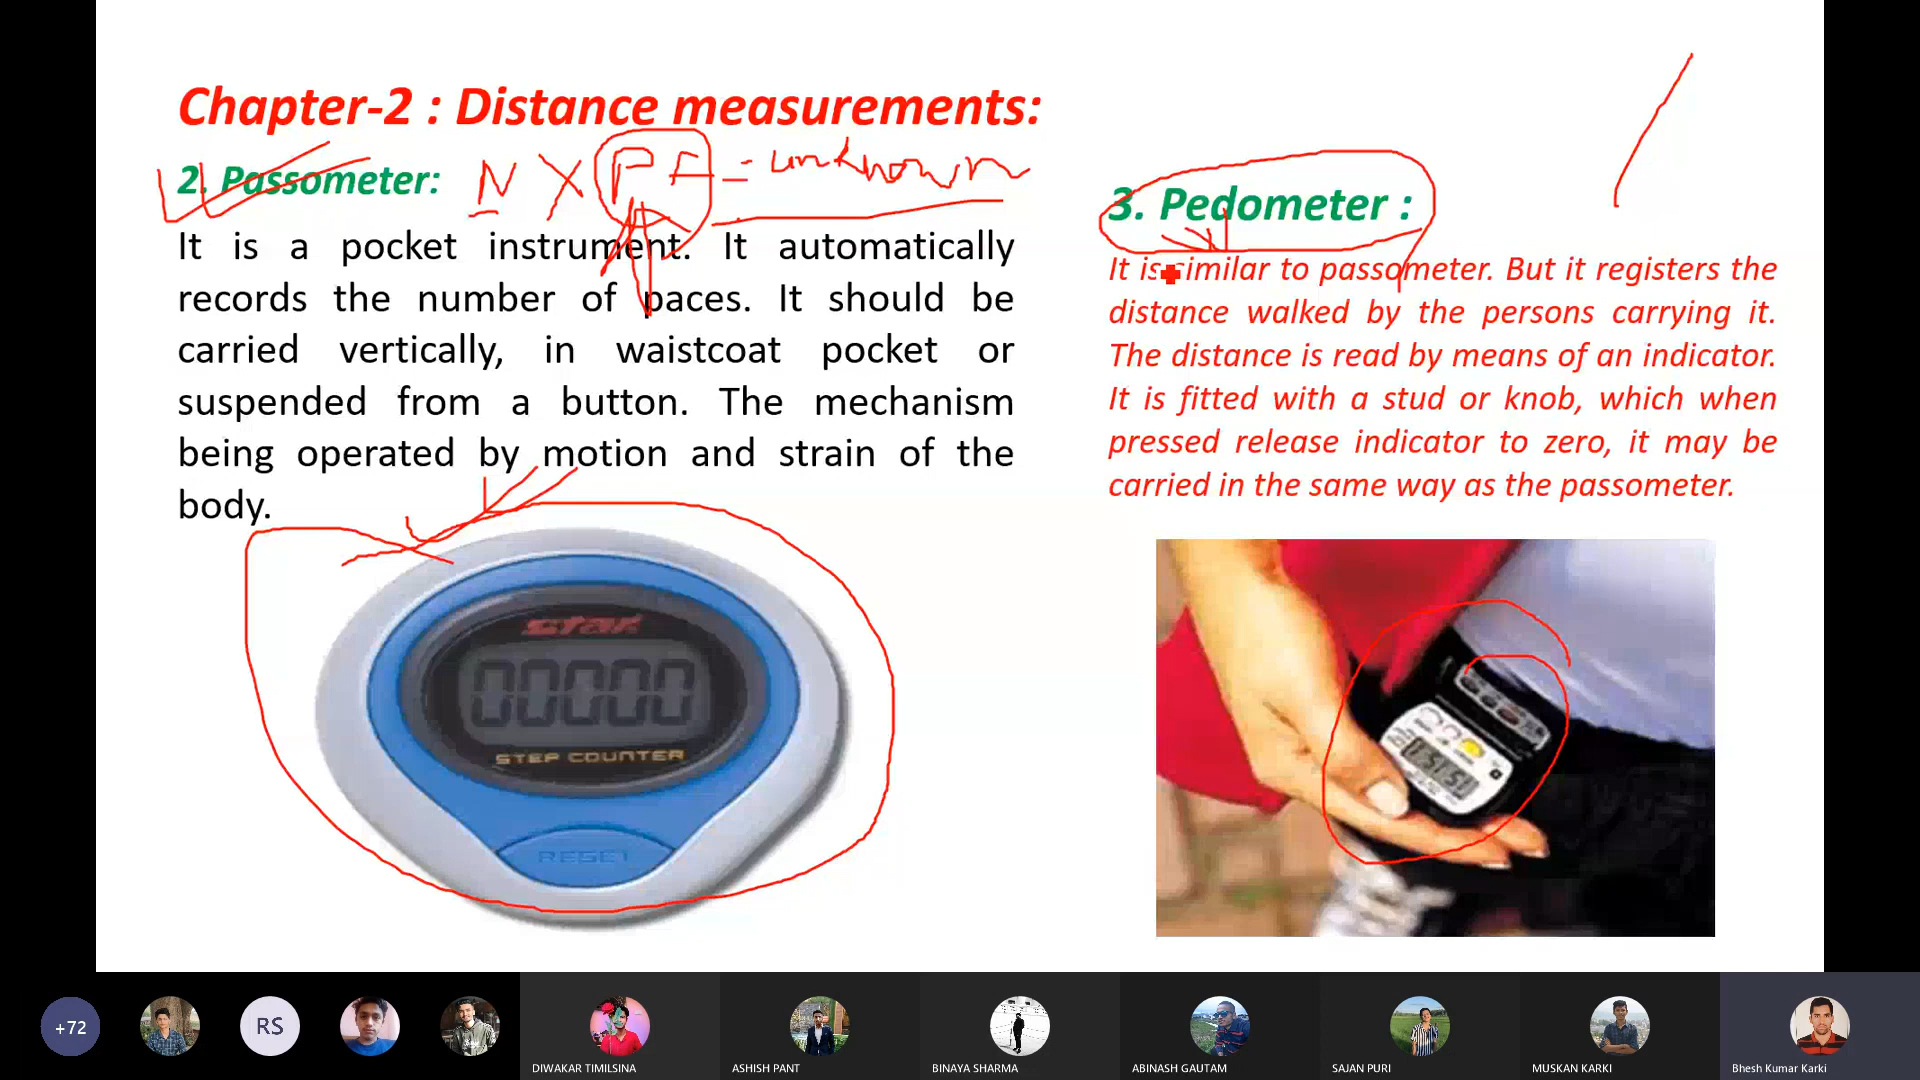 Chapter-2 : Distance measurements:
2. Passometer:
N X P F = unknown
It is a pocket instrument. It automatically
records the number of paces. It should be
carried vertically, in waistcoat pocket or
suspended from a button. The mechanism
being operated by motion and strain of the
body.
star
00000
STEP COUNTER
RESET
3. Pedometer :
It is similar to passometer. But it registers the
distance walked by the persons carrying it.
The distance is read by means of an indicator.
It is fitted with a stud or knob, which when
pressed release indicator to zero, it may be
carried in the same way as the passometer.
+72
RS
DIWAKAR TIMILSINA
ASHISH PANT
BINAYA SHARMA
ABINASH GAUTAM
SAJAN PURI
MUSKAN KARKI
Bhesh Kumar Karki